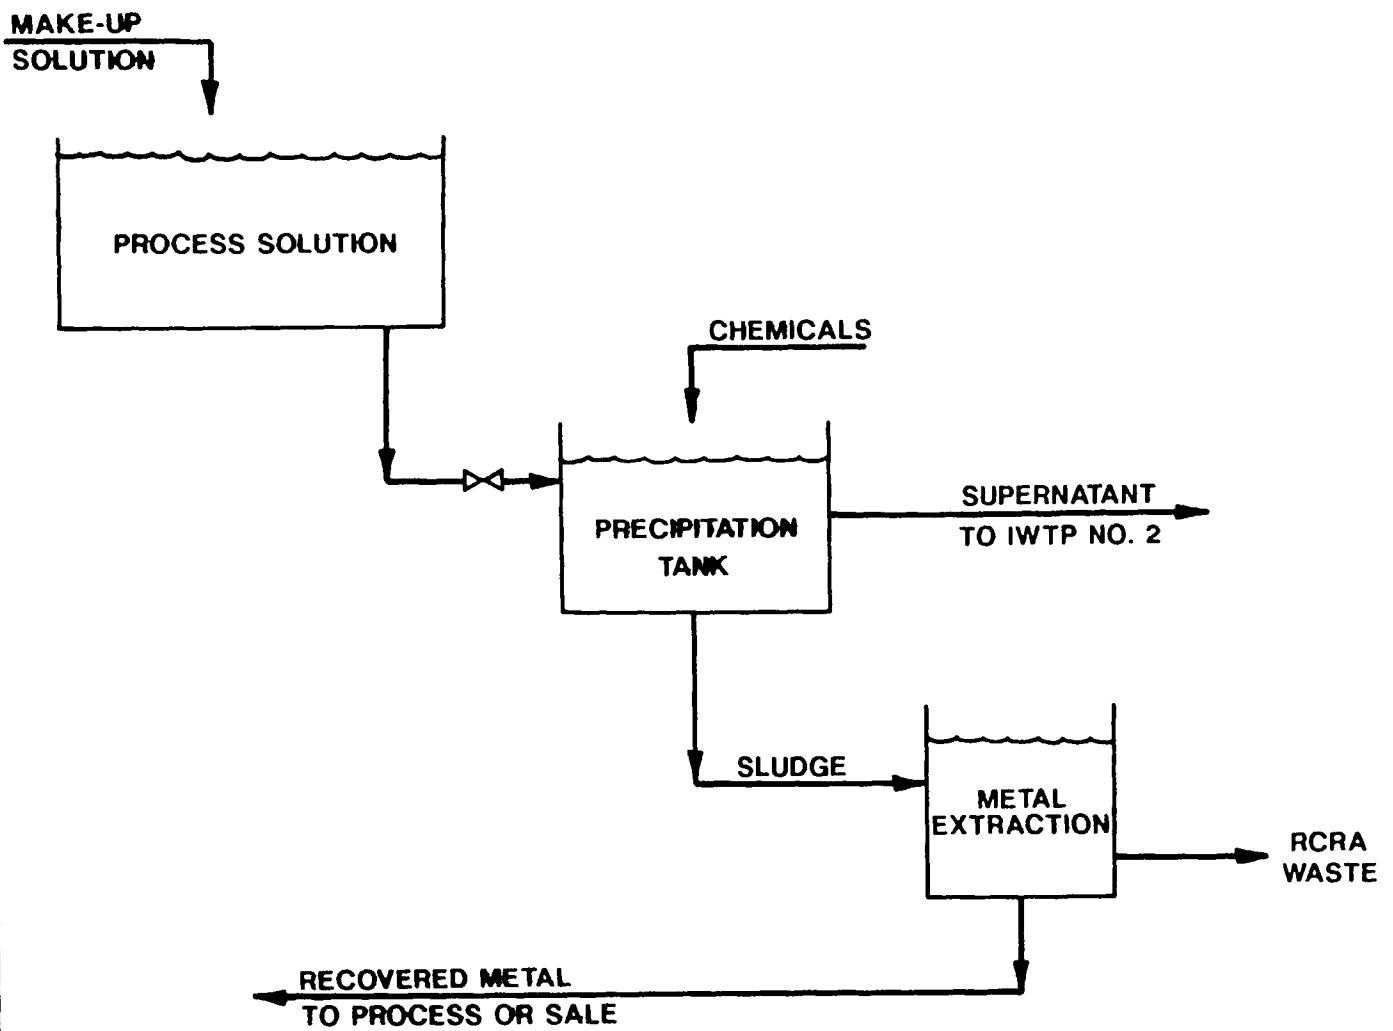 MAKE-UP
SOLUTION
PROCESS SOLUTION
CHEMICALS
PRECIPITATION
TANK
SUPERNATANT
TO IWTP NO. 2
SLUDGE
METAL
EXTRACTION
RCRA
WASTE
RECOVERED METAL
TO PROCESS OR SALE